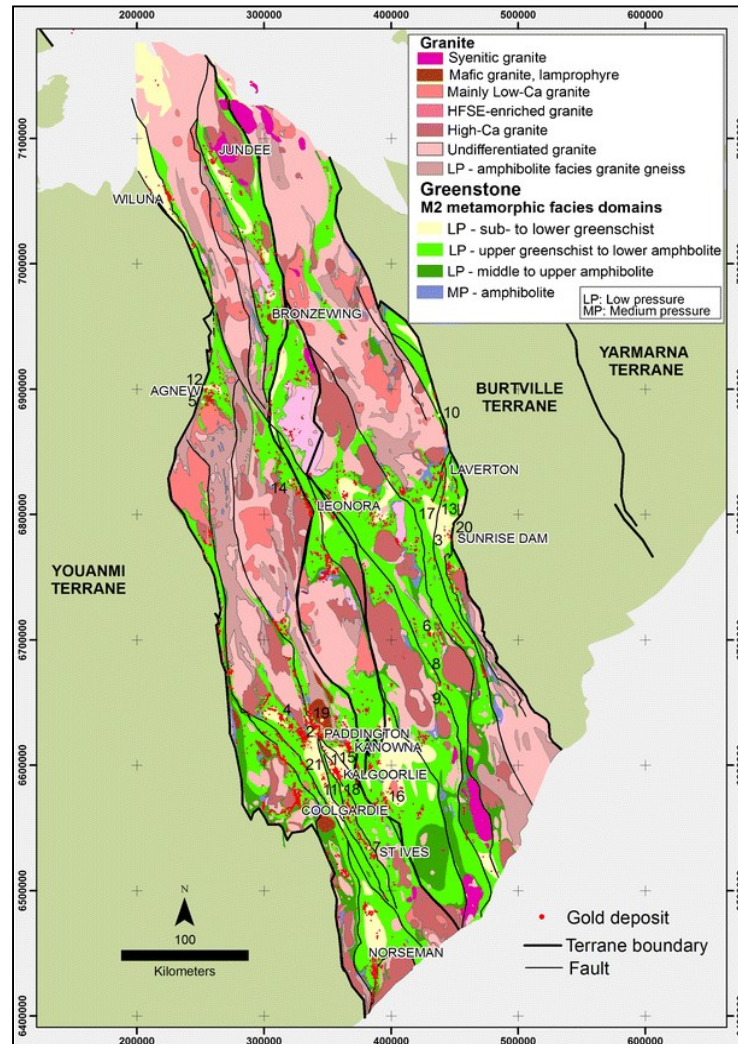 200000 300000 400000 500000 600000
Granite
Syenitic granite
Mafic granite, lamprophyre
Mainly Low-Ca granite
HFSE-enriched granite
High-Ca granite
Undifferentiated granite
LP - amphibolite facies granite gneiss
Greenstone
M2 metamorphic facies domains
LP - sub- to lower greenschist
LP - upper greenschist to lower amphbolite
LP - middle to upper amphibolite
MP - amphibolite
LP: Low pressure
MP: Medium pressure
7100000
JUNDEE
WILUNA
7000000
BRONZEWING
YARMARNA
TERRANE
BURTVILLE
TERRANE
12
AGNEW
5
6900000
10
LAVERTON
14
LEONORA
17
13
20
6800000
3
SUNRISE DAM
YOUANMI
TERRANE
6700000
6
8
9
4
19
2
PADDINGTON
KANOWNA
21
15
KALGOORLIE
6600000
11
18
16
COOLGARDIE
7
ST IVES
6500000
N
100
Kilometers
Gold deposit
Terrane boundary
Fault
NORSEMAN
6400000
200000 300000 400000 500000 600000